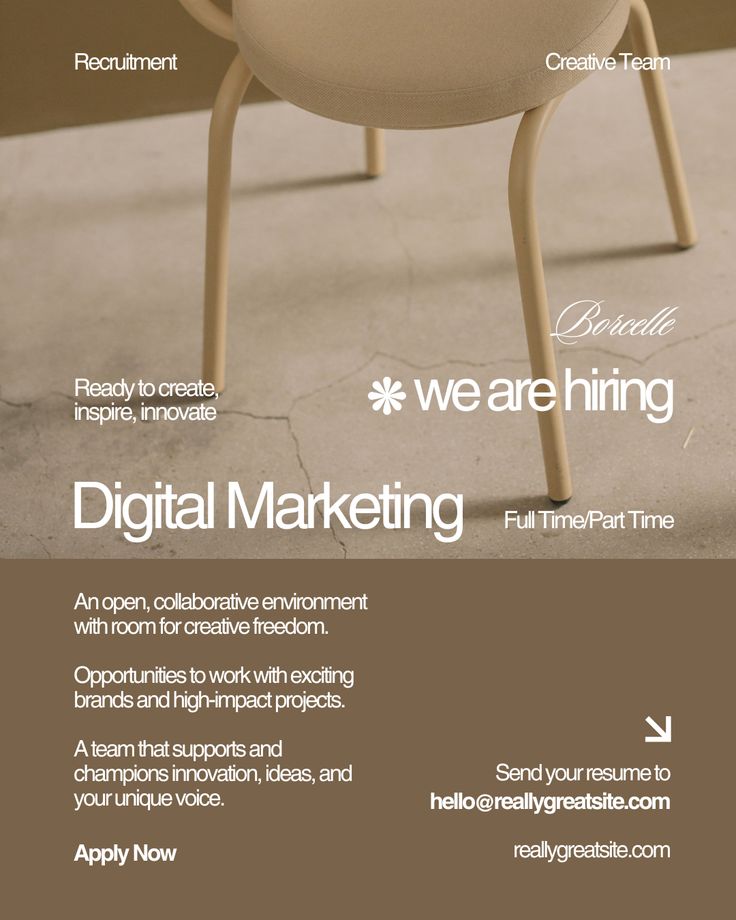 Recruitment
Creative Team
Borcelle
Ready to create,
inspire, innovate
we are hiring
Digital Marketing
Full Time/Part Time
An open, collaborative environment
with room for creative freedom.
Opportunities to work with exciting
brands and high-impact projects.
A team that supports and
champions innovation, ideas, and
your unique voice.
Apply Now
Send your resume to
hello@reallygreatsite.com
reallygreatsite.com